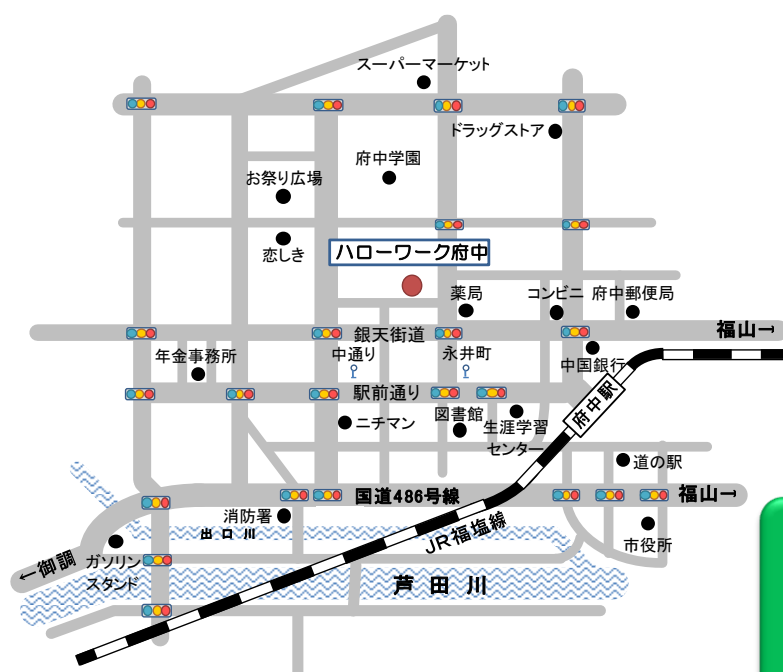 スーパーマーケット
ドラッグストア
府中学園
お祭り広場
恋しき
ハローワーク府中
薬局
コンビニ
府中郵便局
銀天街道
福山→
年金事務所
中通り
永井町
中国銀行
駅前通り
府中駅
ニチマン
図書館
生涯学習
センター
道の駅
国道486号線
福山→
消防署
出口川
JR福塩線
市役所
←御調
ガソリン
スタンド
芦田川